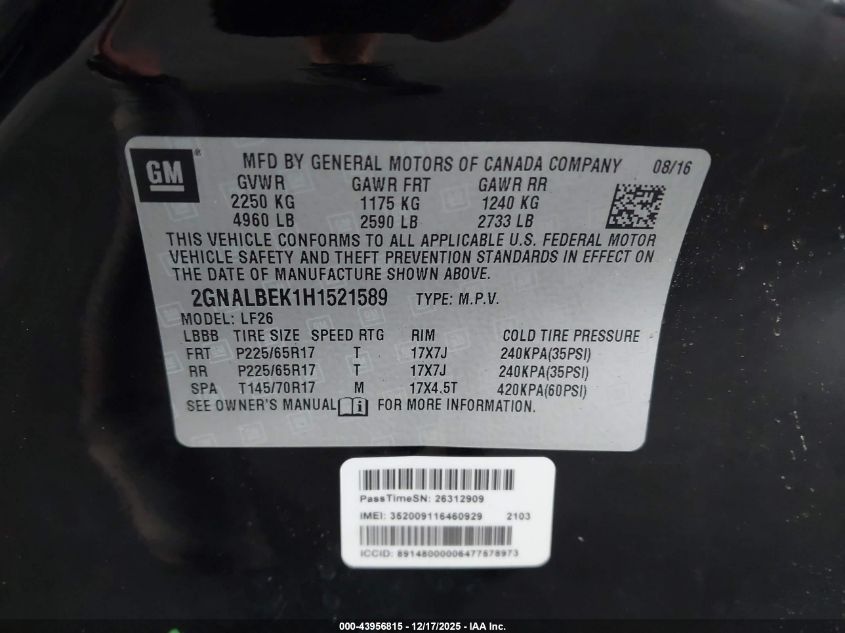 GM® MFD BY GENERAL MOTORS OF CANADA COMPANY 08/16
GVWR GAWR FRT GAWR RR
2250 KG 1175 KG 1240 KG
4960 LB 2590 LB 2733 LB
THIS VEHICLE CONFORMS TO ALL APPLICABLE U.S. FEDERAL MOTOR
VEHICLE SAFETY AND THEFT PREVENTION STANDARDS IN EFFECT ON
THE DATE OF MANUFACTURE SHOWN ABOVE.
2GNALBEK1H1521589 TYPE: M.P.V.
MODEL: LF26
LBBB TIRE SIZE SPEED RTG RIM COLD TIRE PRESSURE
FRT P225/65R17 T 17X7J 240KPA(35PSI)
RR P225/65R17 T 17X7J 240KPA(35PSI)
SPA T145/70R17 M 17X4.5T 420KPA(60PSI)
SEE OWNER'S MANUAL FOR MORE INFORMATION.
PassTimeSN: 26312909
IMEI: 352009116460929 2103
ICCID: 89148000006477578973
000-43956815 - 12/17/2025 - IAA Inc.